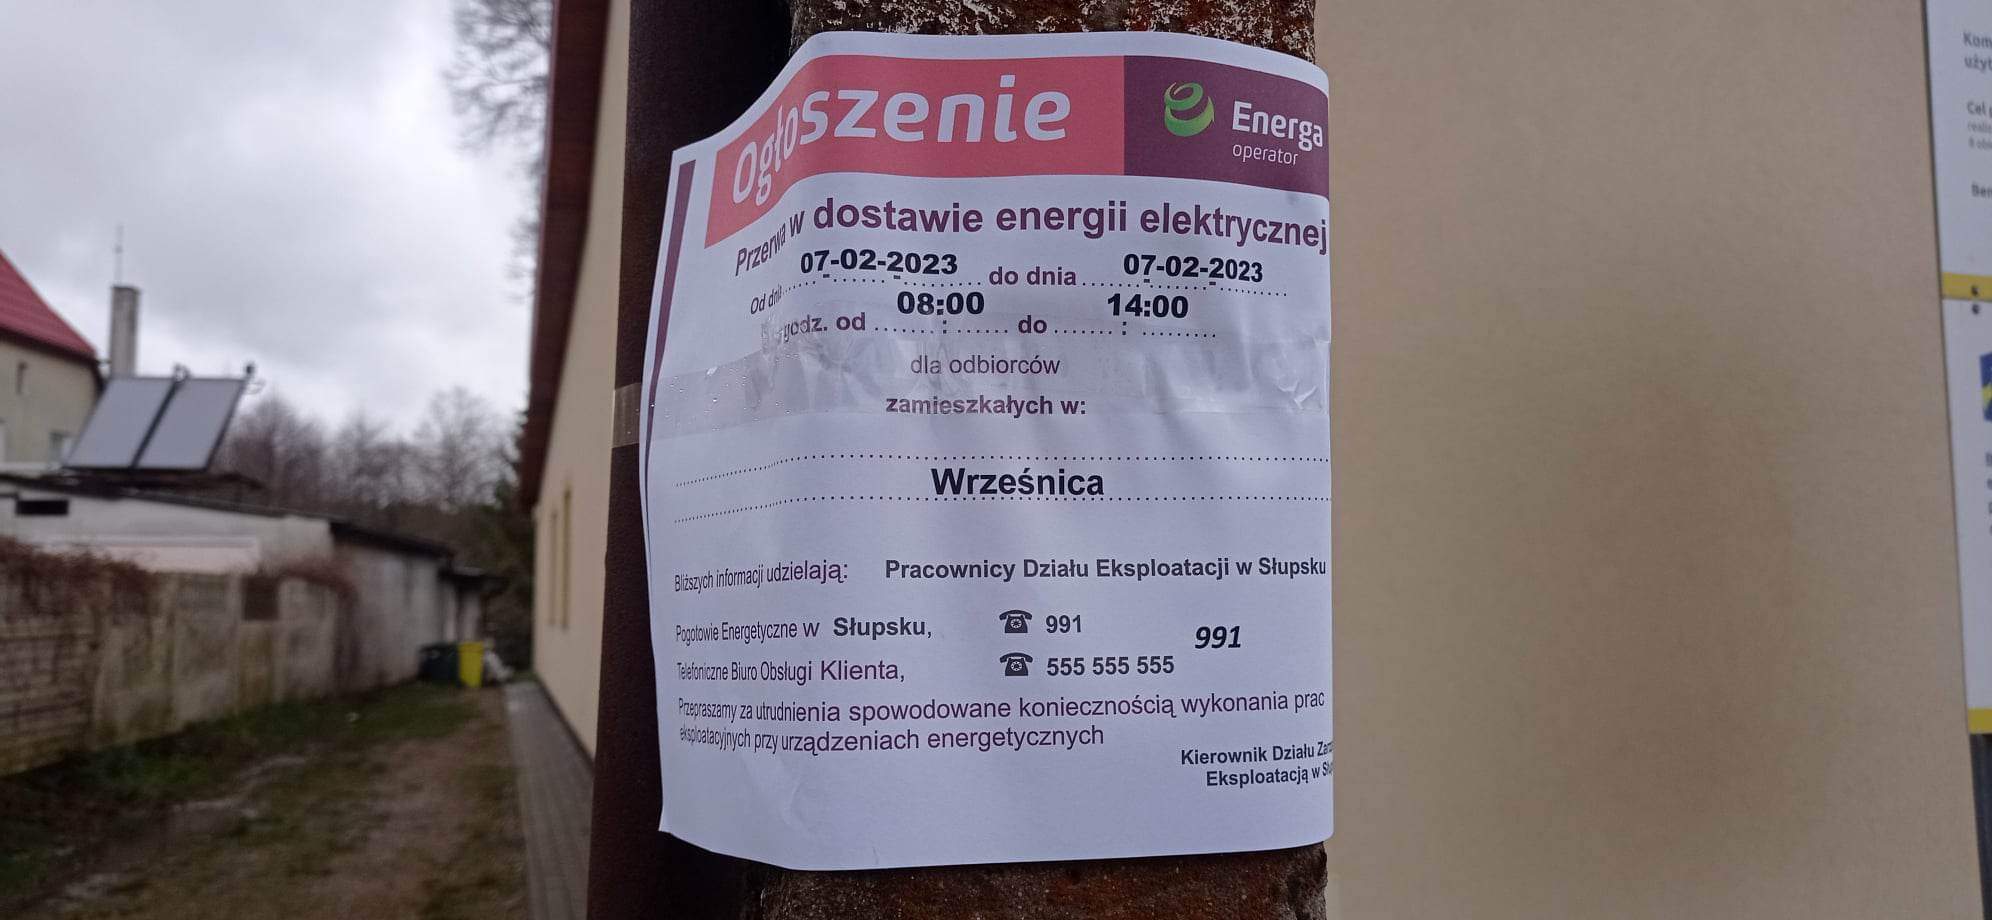 Ogłoszenie
Energa
operator
Przerwa w dostawie energii elektrycznej
Od dnia 07-02-2023 do dnia 07-02-2023
godz. od 08:00 do 14:00
dla odbiorców
zamieszkałych w:
Wrześnica
Bliższych informacji udzielają: Pracownicy Działu Eksploatacji w Słupsku
Pogotowie Energetyczne w Słupsku, ☎ 991 991
Telefoniczne Biuro Obsługi Klienta, ☎ 555 555 555
Przepraszamy za utrudnienia spowodowane koniecznością wykonania prac
eksploatacyjnych przy urządzeniach energetycznych
Kierownik Działu
Eksploatacją w
Cel